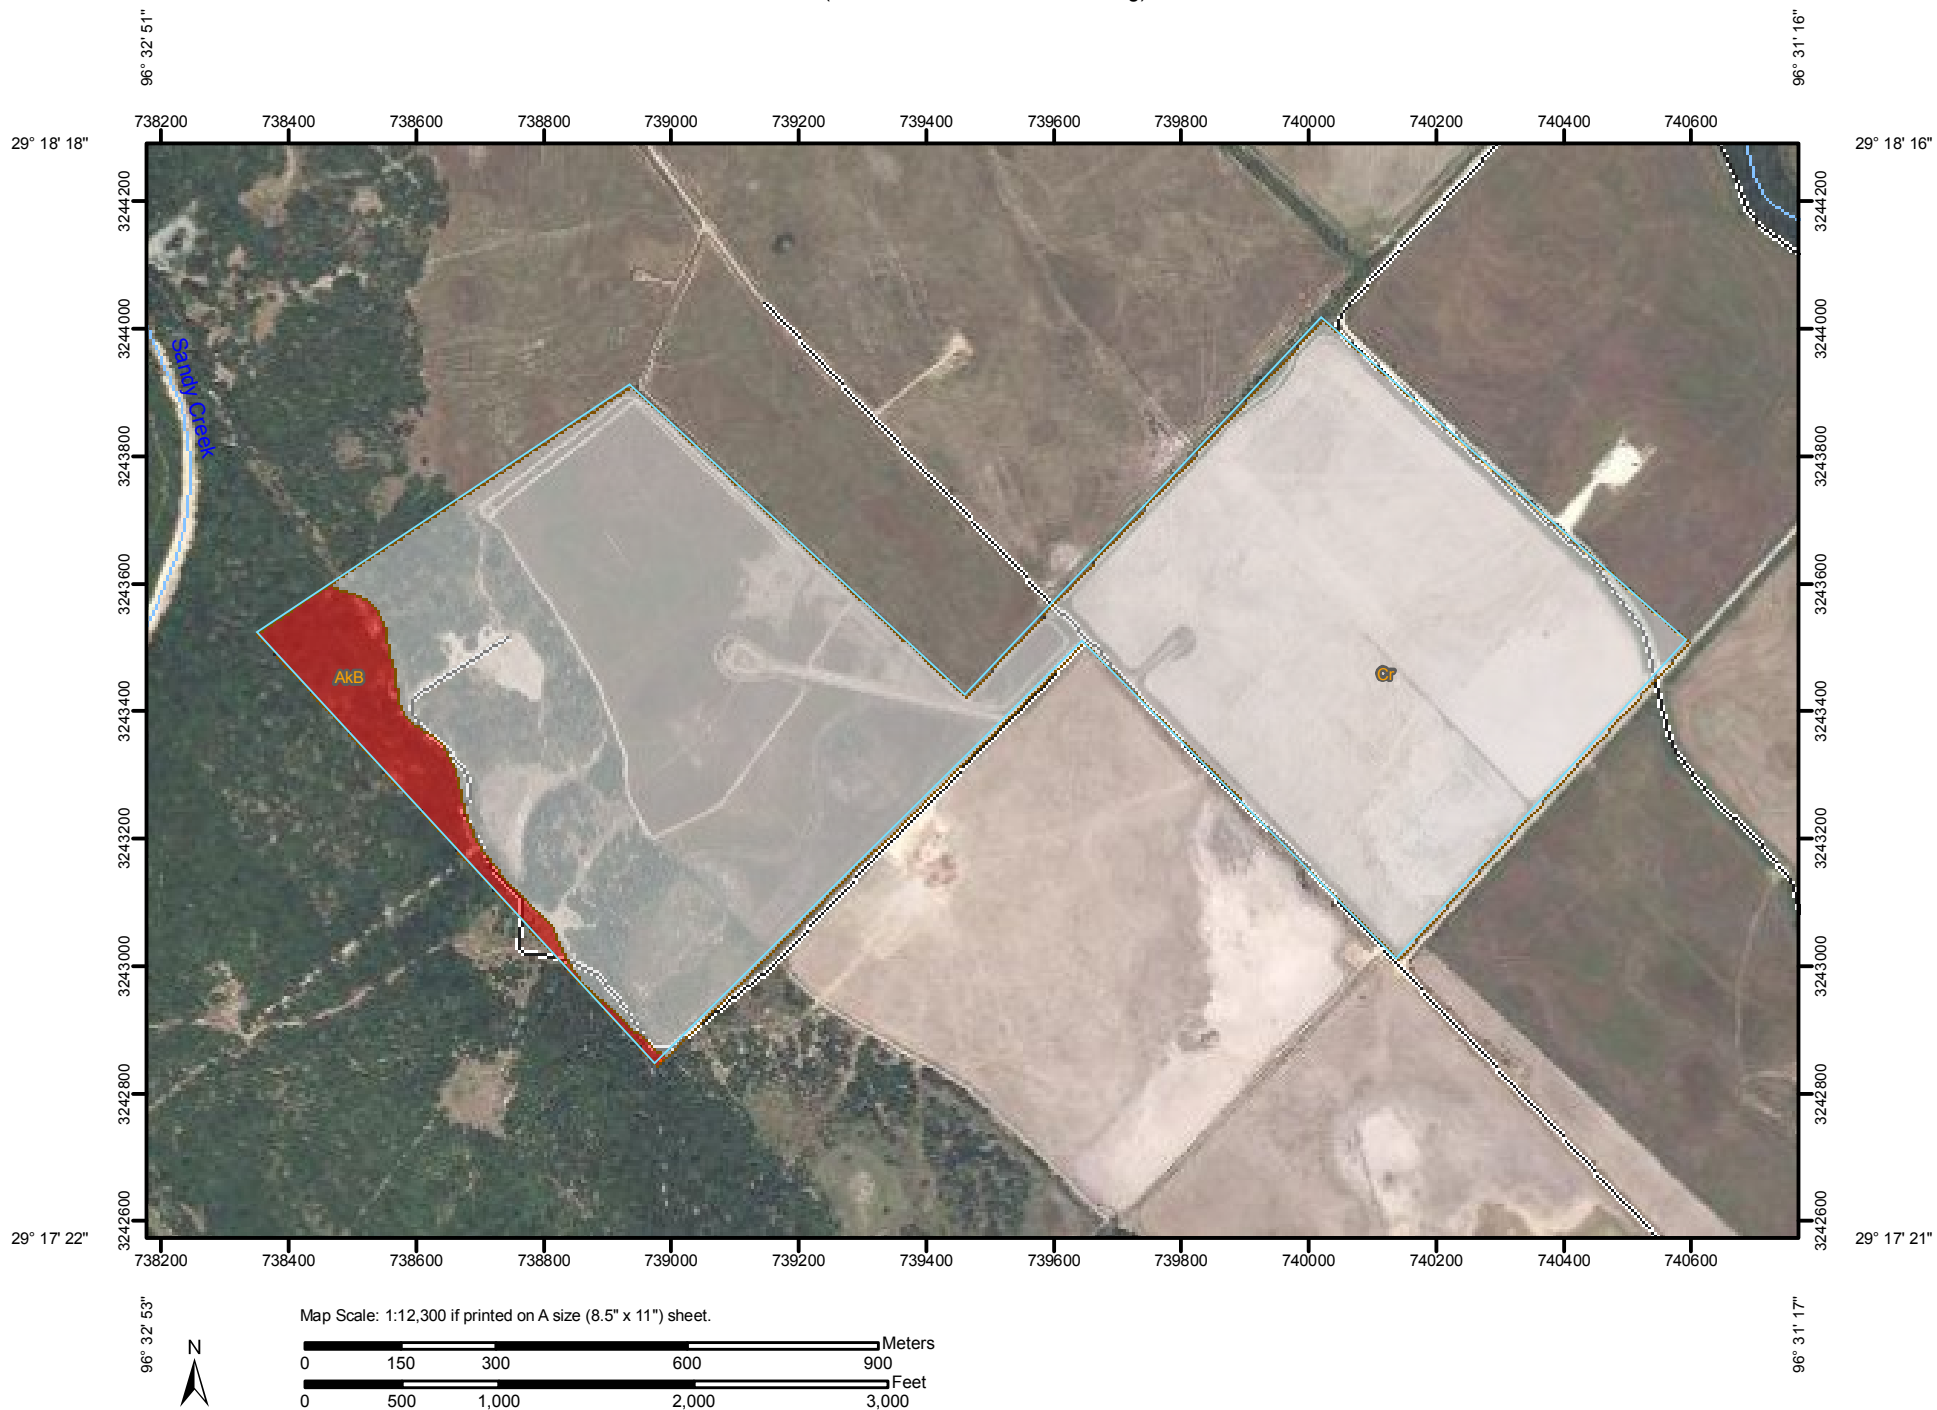 96° 32' 51"
96° 31' 16"
738200 738400 738600 738800 739000 739200 739400 739600 739800 740000 740200 740400 740600
29° 18' 18"
29° 18' 16"
3244200 3244200
3244000 3244000
Sandy Creek
3243800 3243800
3243600 3243600
AkB
Cr
3243400 3243400
3243200 3243200
3243000 3243000
3242800 3242800
3242600 3242600
29° 17' 22"
29° 17' 21"
738200 738400 738600 738800 739000 739200 739400 739600 739800 740000 740200 740400 740600
96° 32' 53"
96° 31' 17"
Map Scale: 1:12,300 if printed on A size (8.5" x 11") sheet.
N
Meters
0 150 300 600 900
Feet
0 500 1,000 2,000 3,000